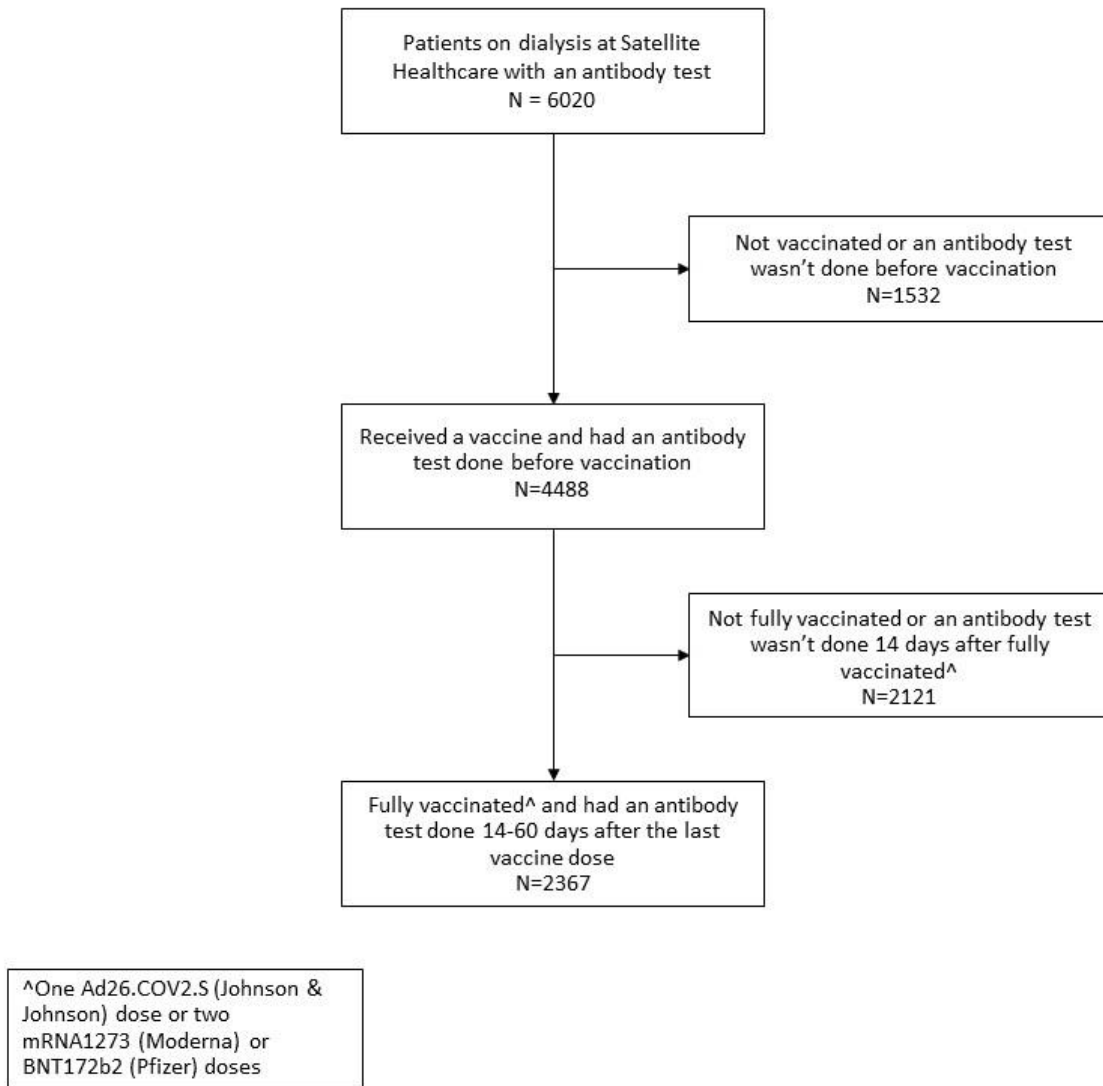 Patients on dialysis at Satellite
Healthcare with an antibody test
N = 6020
Not vaccinated or an antibody test
wasn’t done before vaccination
N=1532
Received a vaccine and had an antibody
test done before vaccination
N=4488
Not fully vaccinated or an antibody test
wasn’t done 14 days after fully
vaccinated^
N=2121
Fully vaccinated^ and had an antibody
test done 14-60 days after the last
vaccine dose
N=2367
^One Ad26.COV2.S (Johnson &
Johnson) dose or two
mRNA1273 (Moderna) or
BNT172b2 (Pfizer) doses